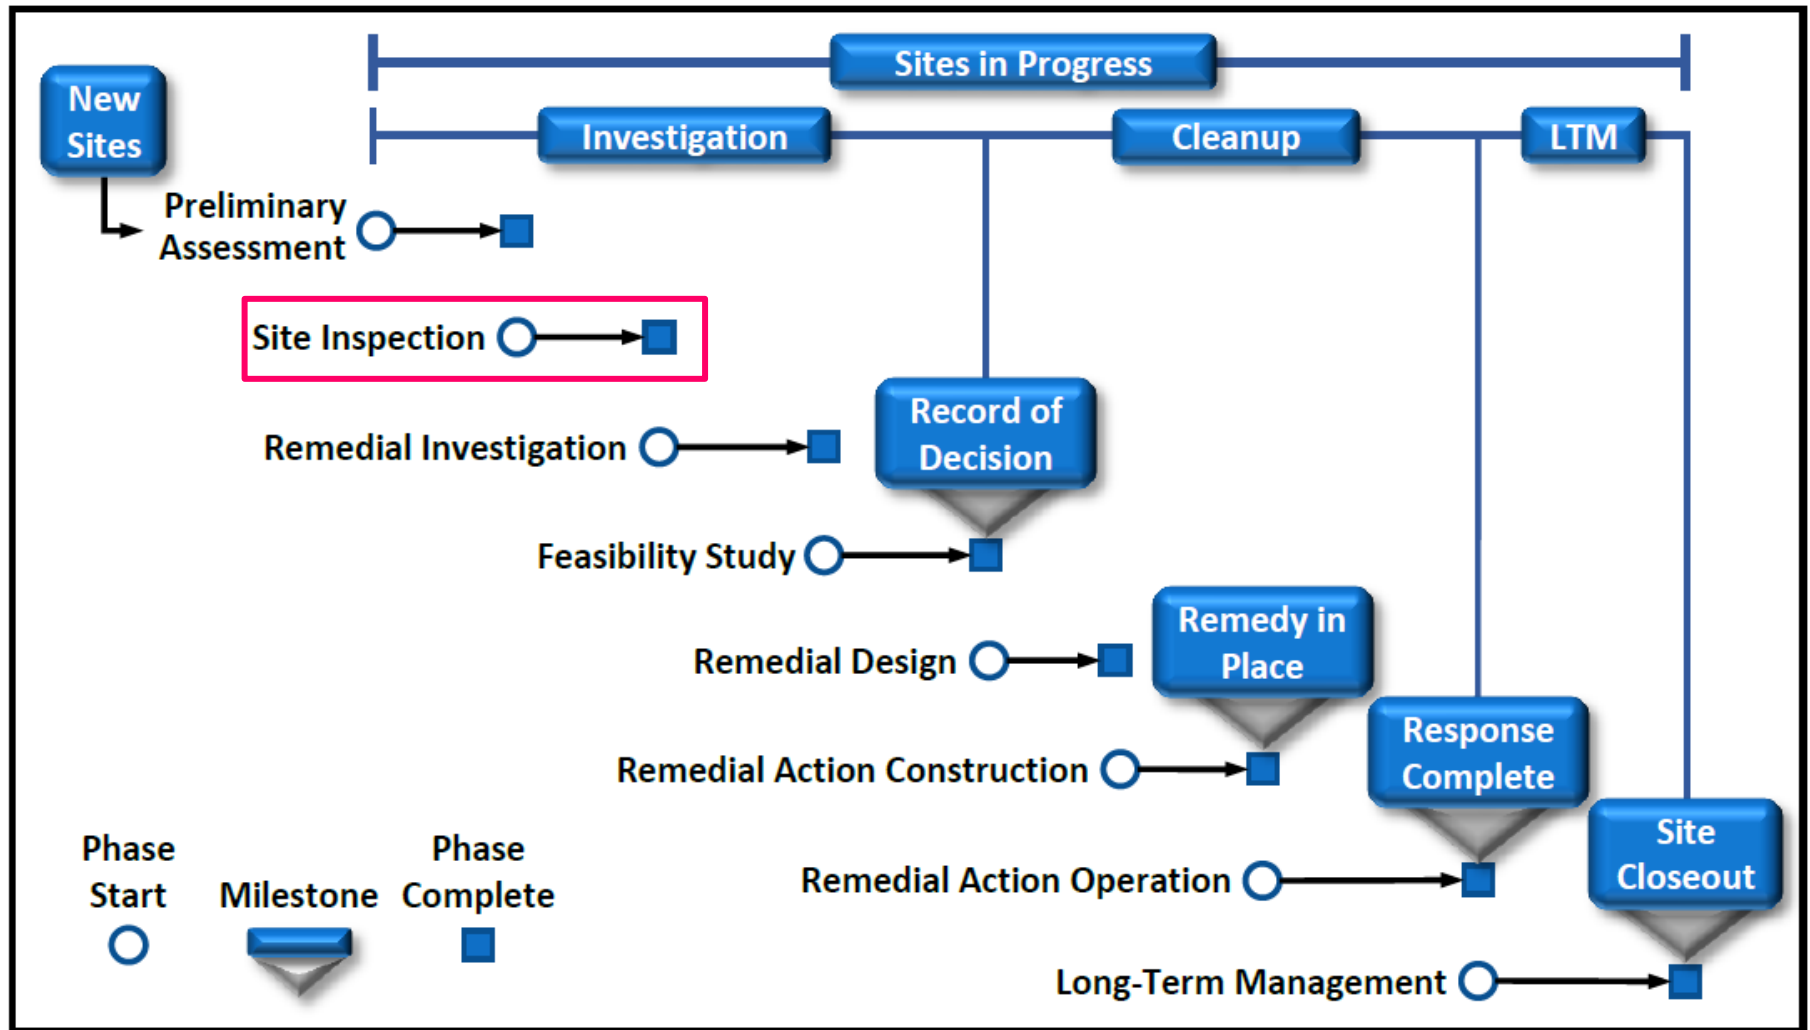 Sites in Progress
New
Sites
Investigation
Cleanup
LTM
Preliminary
Assessment
Site Inspection
Remedial Investigation
Record of
Decision
Feasibility Study
Remedial Design
Remedy in
Place
Remedial Action Construction
Response
Complete
Remedial Action Operation
Site
Closeout
Long-Term Management
Phase
Start
Milestone
Phase
Complete